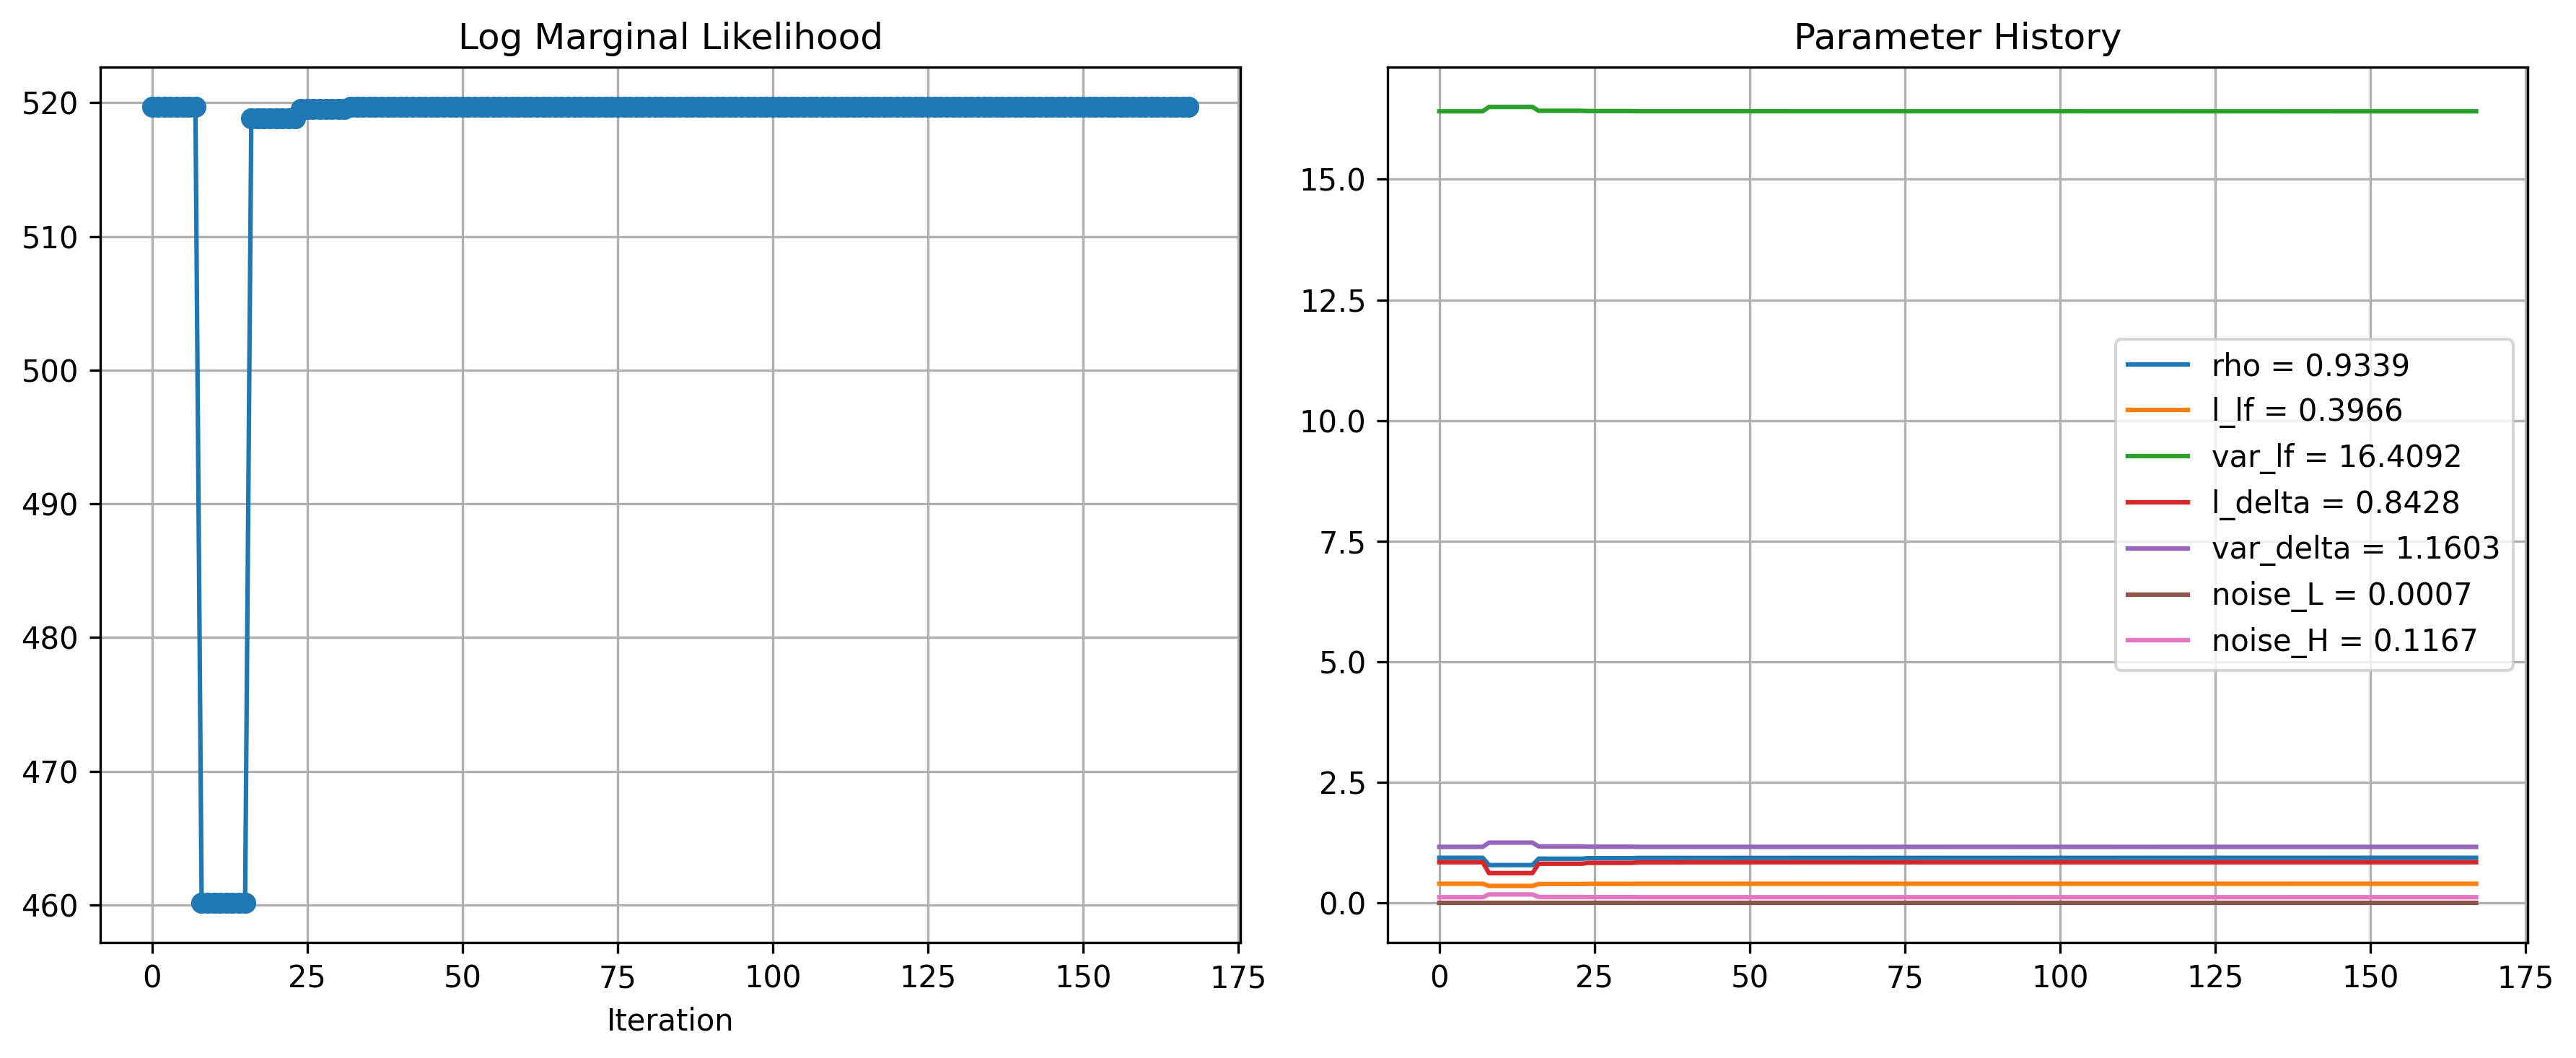 Log Marginal Likelihood
520
510
500
490
480
470
460
0 25 50 75 100 125 150 175
Iteration
Parameter History
15.0
12.5
10.0
7.5
5.0
2.5
0.0
0 25 50 75 100 125 150 175
rho = 0.9339
l_lf = 0.3966
var_lf = 16.4092
l_delta = 0.8428
var_delta = 1.1603
noise_L = 0.0007
noise_H = 0.1167